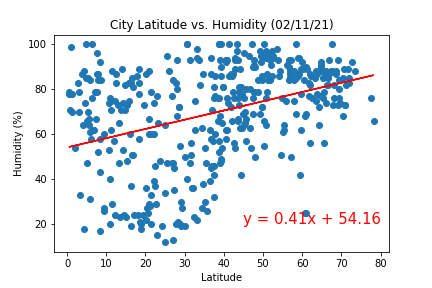 City Latitude vs. Humidity (02/11/21)
100
80
60
40
20
Humidity (%)
y = 0.41x + 54.16
0 10 20 30 40 50 60 70 80
Latitude